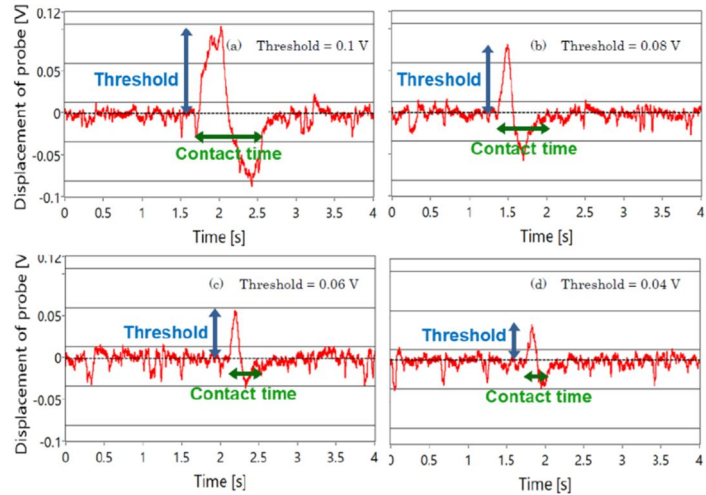 Displacement of probe [V]
0.12
0.05
0
-0.05
-0.1
(a) Threshold = 0.1 V
Threshold
Contact time
0 0.5 1 1.5 2 2.5 3 3.5 4
Time [s]
(b) Threshold = 0.08 V
Threshold
Contact time
0 0.5 1 1.5 2 2.5 3 3.5 4
Time [s]
Displacement of probe [V
0.12
0.05
0
-0.05
-0.1
(c) Threshold = 0.06 V
Threshold
Contact time
0 0.5 1 1.5 2 2.5 3 3.5 4
Time [s]
(d) Threshold = 0.04 V
Threshold
Contact time
0 0.5 1 1.5 2 2.5 3 3.5 4
Time [s]